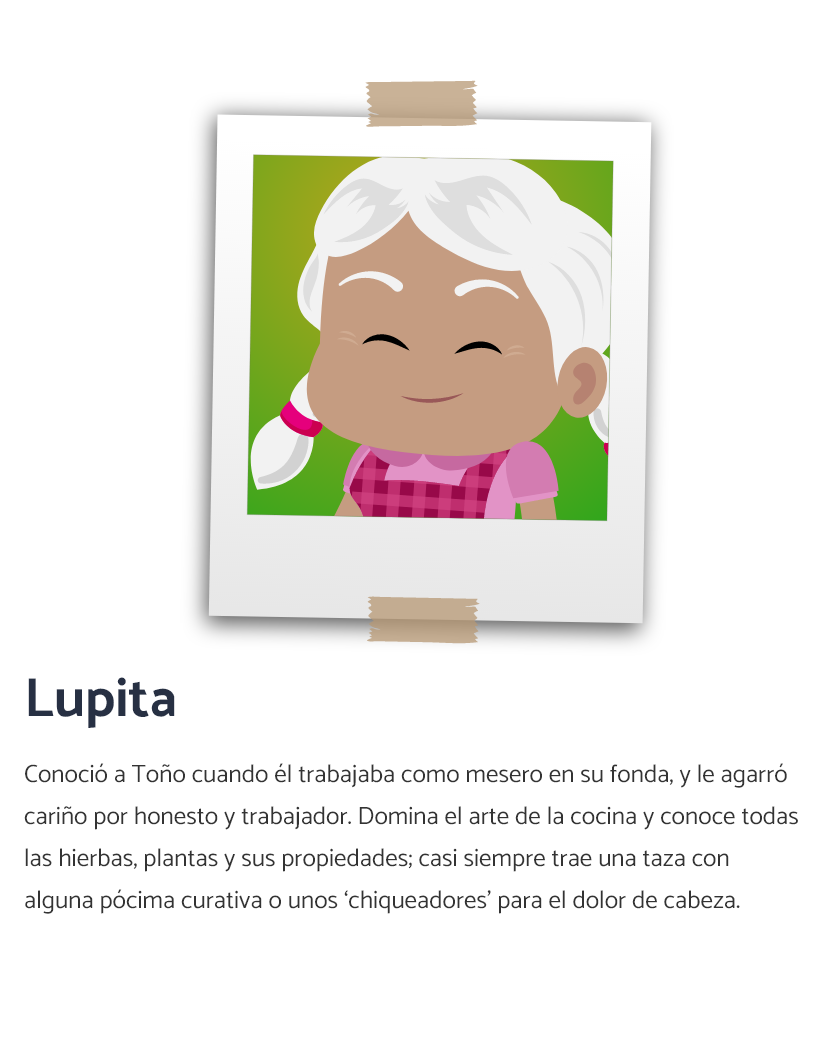 Lupita
Conoció a Toño cuando él trabajaba como mesero en su fonda, y le agarró
cariño por honesto y trabajador. Domina el arte de la cocina y conoce todas
las hierbas, plantas y sus propiedades; casi siempre trae una taza con
alguna pócima curativa o unos ‘chiqueadores’ para el dolor de cabeza.